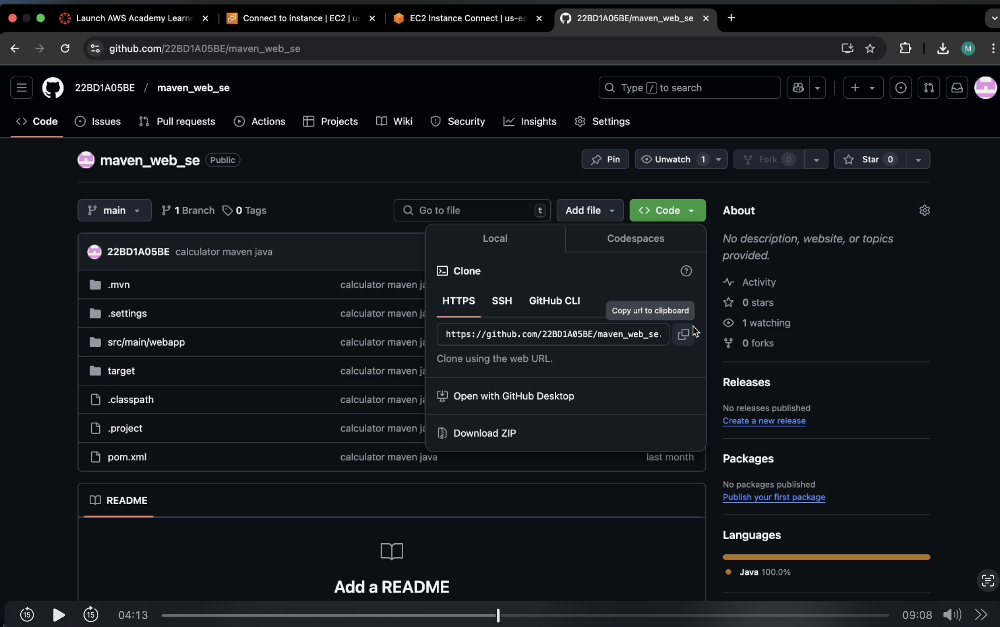 Launch AWS Academy Learne
Connect to instance | EC2 | us
EC2 Instance Connect | us-ea
22BD1A05BE/maven_web_se
github.com/22BD1A05BE/maven_web_se
M
22BD1A05BE / maven_web_se
Type / to search
Code
Issues
Pull requests
Actions
Projects
Wiki
Security
Insights
Settings
maven_web_se Public
Pin
Unwatch 1
Fork 0
Star 0
main
1 Branch
0 Tags
Go to file t
Add file
Code
22BD1A05BE calculator maven java
.mvn calculator maven ja
.settings calculator maven ja
src/main/webapp calculator maven ja
target calculator maven ja
.classpath calculator maven ja
.project calculator maven ja
pom.xml calculator maven java last month
Local
Codespaces
Clone
HTTPS SSH GitHub CLI
Copy url to clipboard
https://github.com/22BD1A05BE/maven_web_se.
Clone using the web URL.
Open with GitHub Desktop
Download ZIP
README
Add a README
About
No description, website, or topics
provided.
Activity
0 stars
1 watching
0 forks
Releases
No releases published
Create a new release
Packages
No packages published
Publish your first package
Languages
Java 100.0%
15
15
04:13
09:08